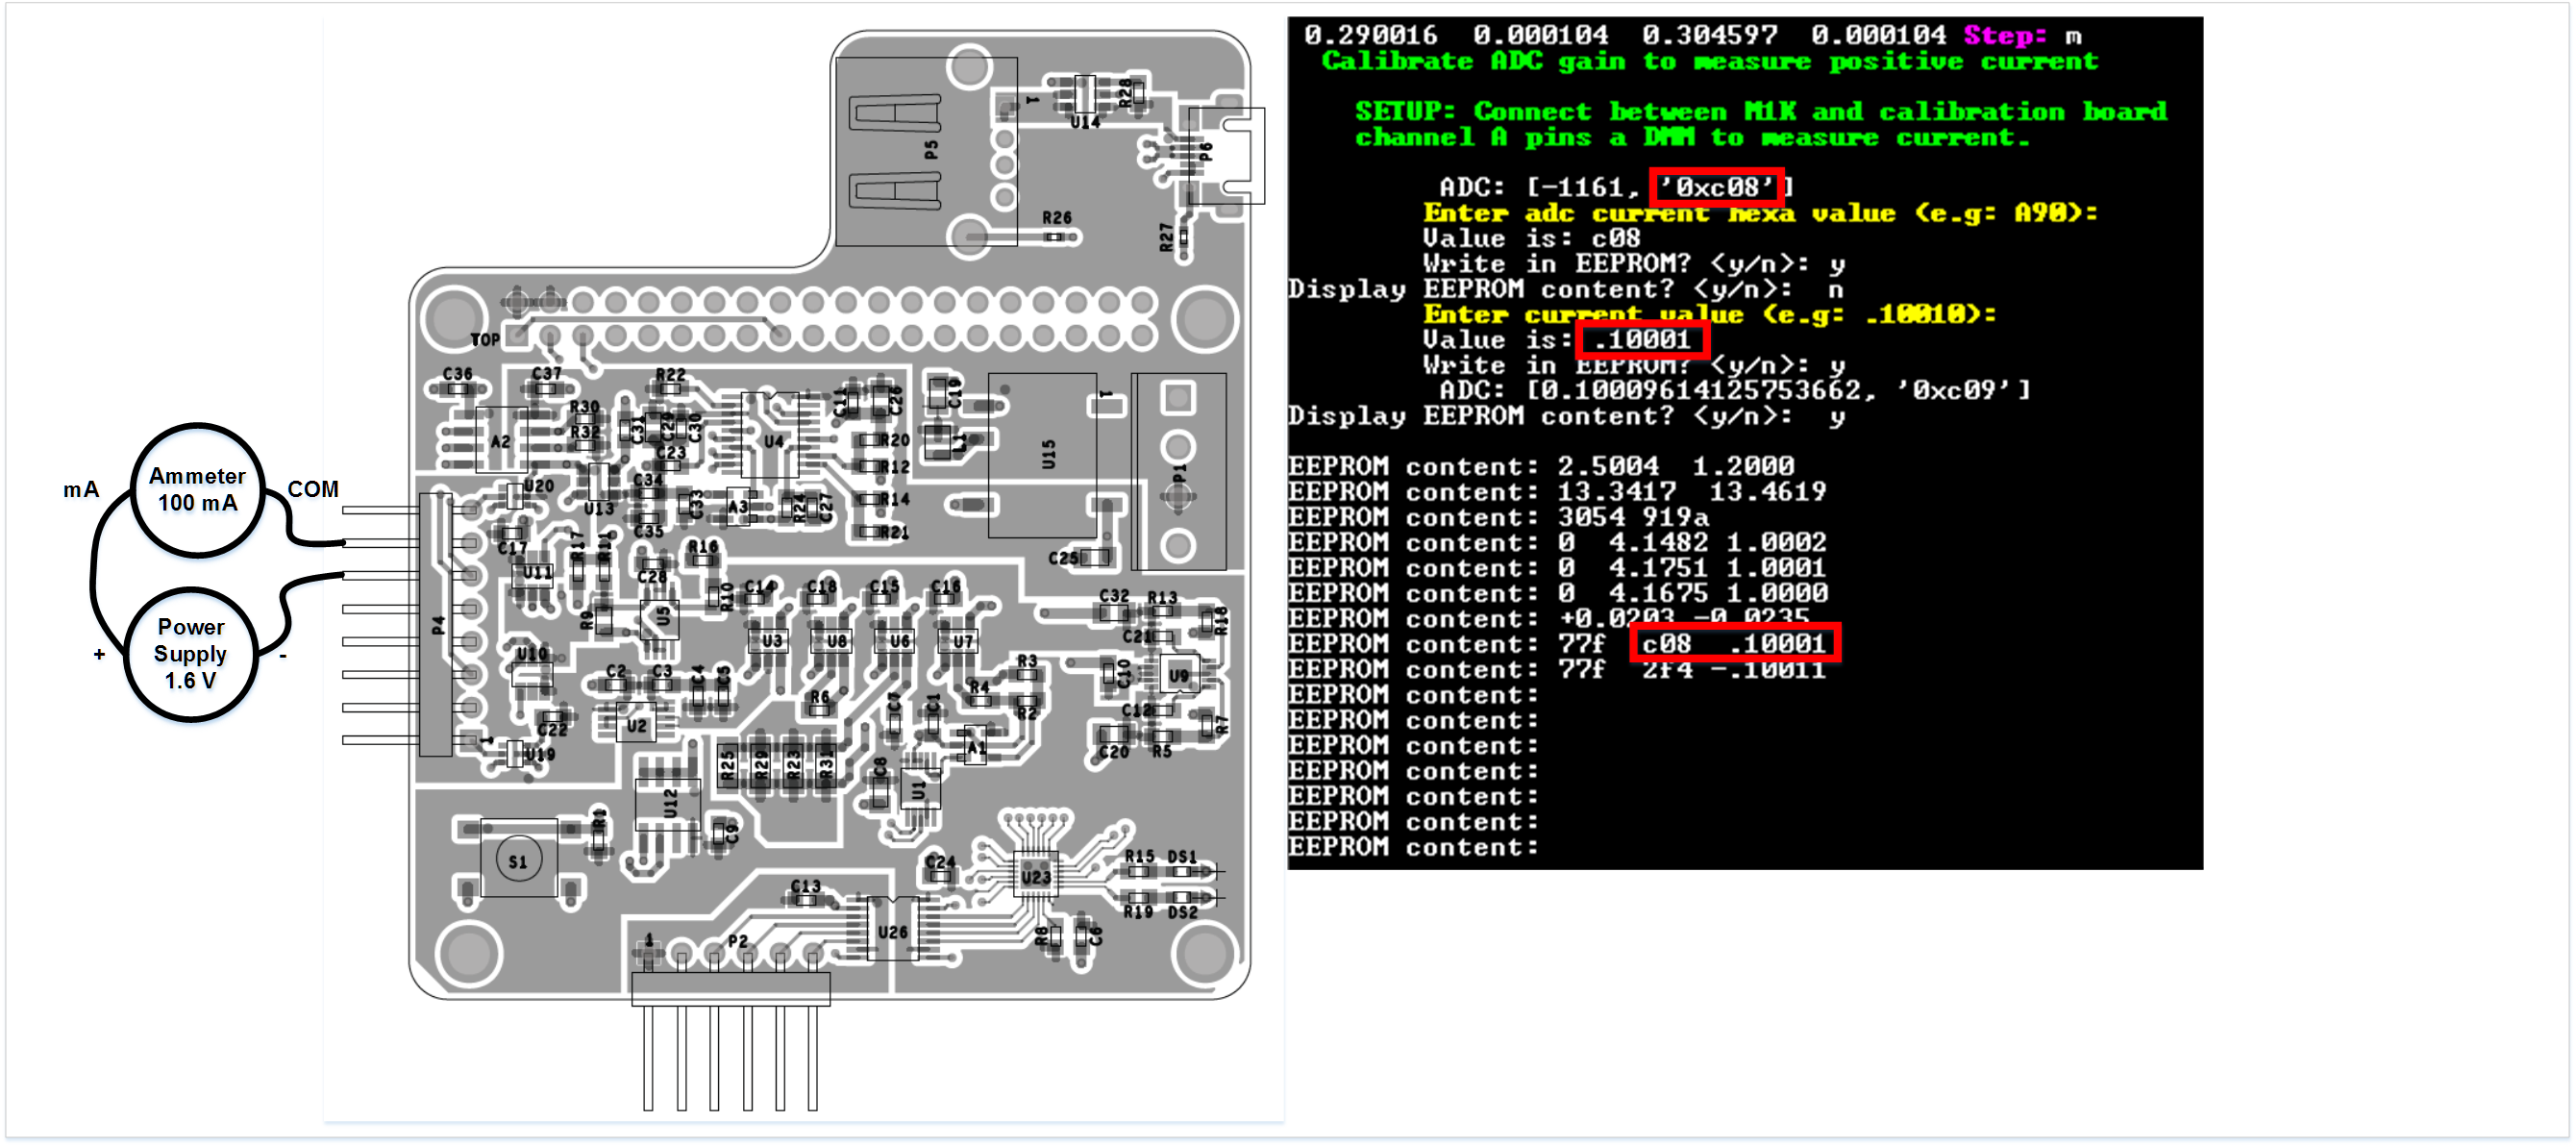 mA
Ammeter
100 mA
COM
Power
Supply
1.6 V
+
-
P5
1
U14
R28
P6
R26
R27
TOP
C36
C37
R22
C11
C26
C19
1
R30
R32
C31
C29
C30
A2
U4
R20
L1
U15
P1
C23
R12
U20
C34
U13
C33
A3
R24
C27
R14
C35
R21
C17
R17
R11
R16
C25
U11
C28
R10
C14
C18
C15
C16
C32
R13
R18
P4
R9
U5
U3
U8
U6
U7
C21
U10
C2
C3
C4
C5
R3
C10
U9
R4
R6
R2
C7
C1
C12
R7
C22
U2
1
U19
A1
C20
R5
R25
R29
R23
R31
C8
U1
U12
R1
C9
S1
C24
U23
R15
DS1
R19
DS2
C13
U26
R8
C6
1
P2
0.290016 0.000104 0.304597 0.000104 Step: m
Calibrate ADC gain to measure positive current
SETUP: Connect between M1K and calibration board
channel A pins a DMM to measure current.
ADC: [-1161, '0xc08']
Enter adc current hexa value (e.g: A90):
Value is: c08
Write in EEPROM? <y/n>: y
Display EEPROM content? <y/n>: n
Enter current value (e.g: .10010):
Value is: .10001
Write in EEPROM? <y/n>: y
ADC: [0.10009614125753662, '0xc09']
Display EEPROM content? <y/n>: y
EEPROM content: 2.5004 1.2000
EEPROM content: 13.3417 13.4619
EEPROM content: 3054 919a
EEPROM content: 0 4.1482 1.0002
EEPROM content: 0 4.1751 1.0001
EEPROM content: 0 4.1675 1.0000
EEPROM content: +0.0203 -0.0235
EEPROM content: 77f c08 .10001
EEPROM content: 77f 2f4 -.10011
EEPROM content:
EEPROM content:
EEPROM content:
EEPROM content:
EEPROM content:
EEPROM content:
EEPROM content: